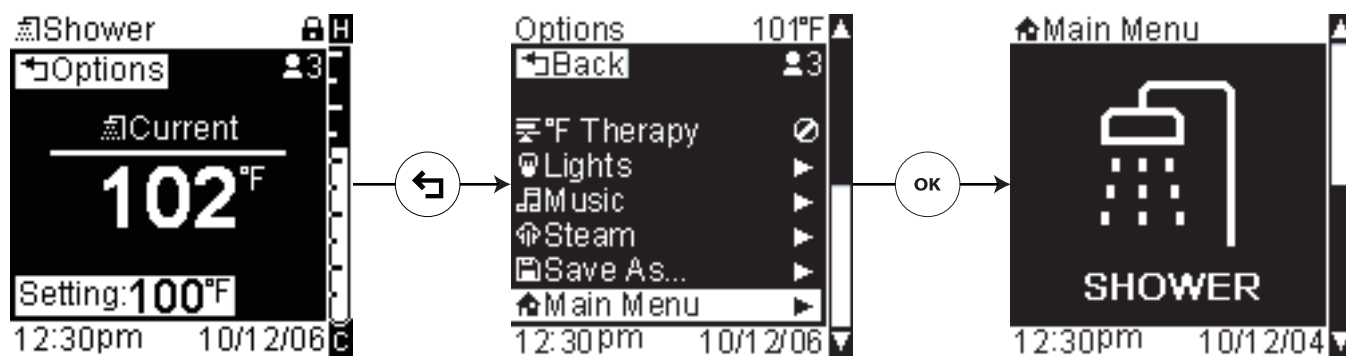 Shower H
Options 3
Current
102°F
Setting:100°F
12:30pm 10/12/06 C
Options 101°F
Back 3
°F Therapy
Lights
Music
Steam
Save As...
Main Menu
12:30pm 10/12/06
OK
Main Menu
SHOWER
12:30pm 10/12/04